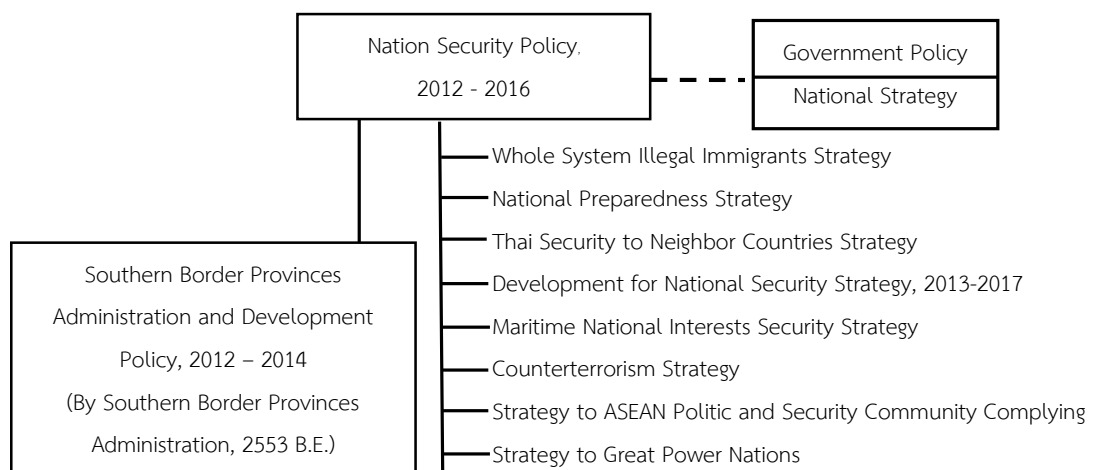 Nation Security Policy,
2012 - 2016
Government Policy
National Strategy
Whole System Illegal Immigrants Strategy
National Preparedness Strategy
Thai Security to Neighbor Countries Strategy
Development for National Security Strategy, 2013-2017
Maritime National Interests Security Strategy
Counterterrorism Strategy
Strategy to ASEAN Politic and Security Community Complying
Strategy to Great Power Nations
Southern Border Provinces
Administration and Development
Policy, 2012 – 2014
(By Southern Border Provinces
Administration, 2553 B.E.)